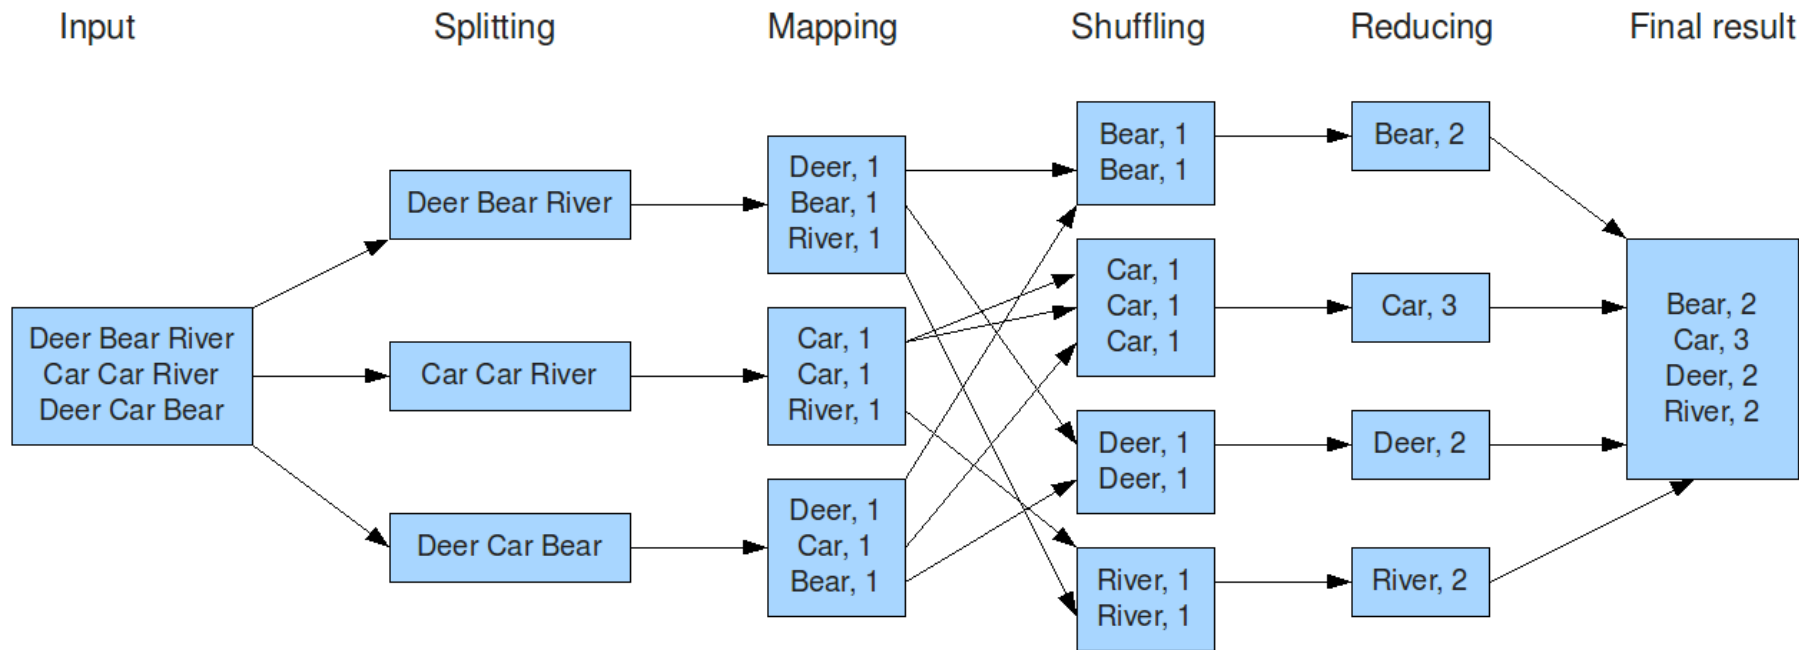 Input
Splitting
Mapping
Shuffling
Reducing
Final result
Deer Bear River
Car Car River
Deer Car Bear
Deer Bear River
Car Car River
Deer Car Bear
Deer, 1
Bear, 1
River, 1
Car, 1
Car, 1
River, 1
Deer, 1
Car, 1
Bear, 1
Bear, 1
Bear, 1
Car, 1
Car, 1
Car, 1
Deer, 1
Deer, 1
River, 1
River, 1
Bear, 2
Car, 3
Deer, 2
River, 2
Bear, 2
Car, 3
Deer, 2
River, 2